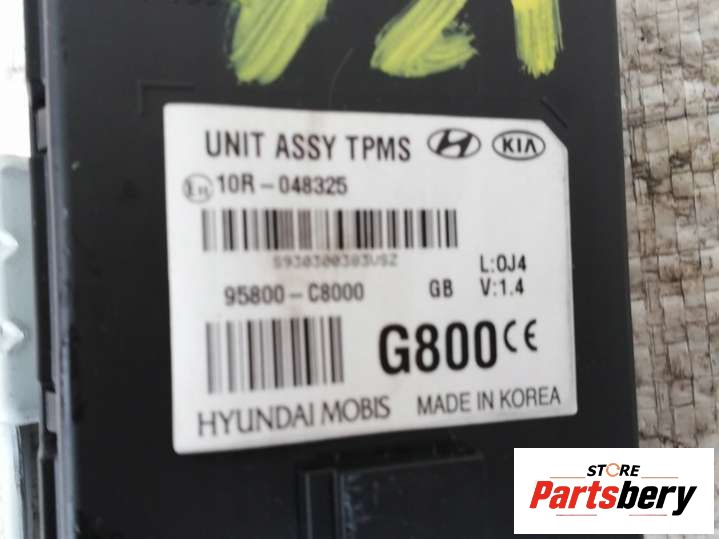 UNIT ASSY TPMS KIA
10R-048325
S930300383VSZ
95800-C8000 GB L:0J4
V:1.4
G800 CE
HYUNDAI MOBIS MADE IN KOREA
STORE
Partsbery